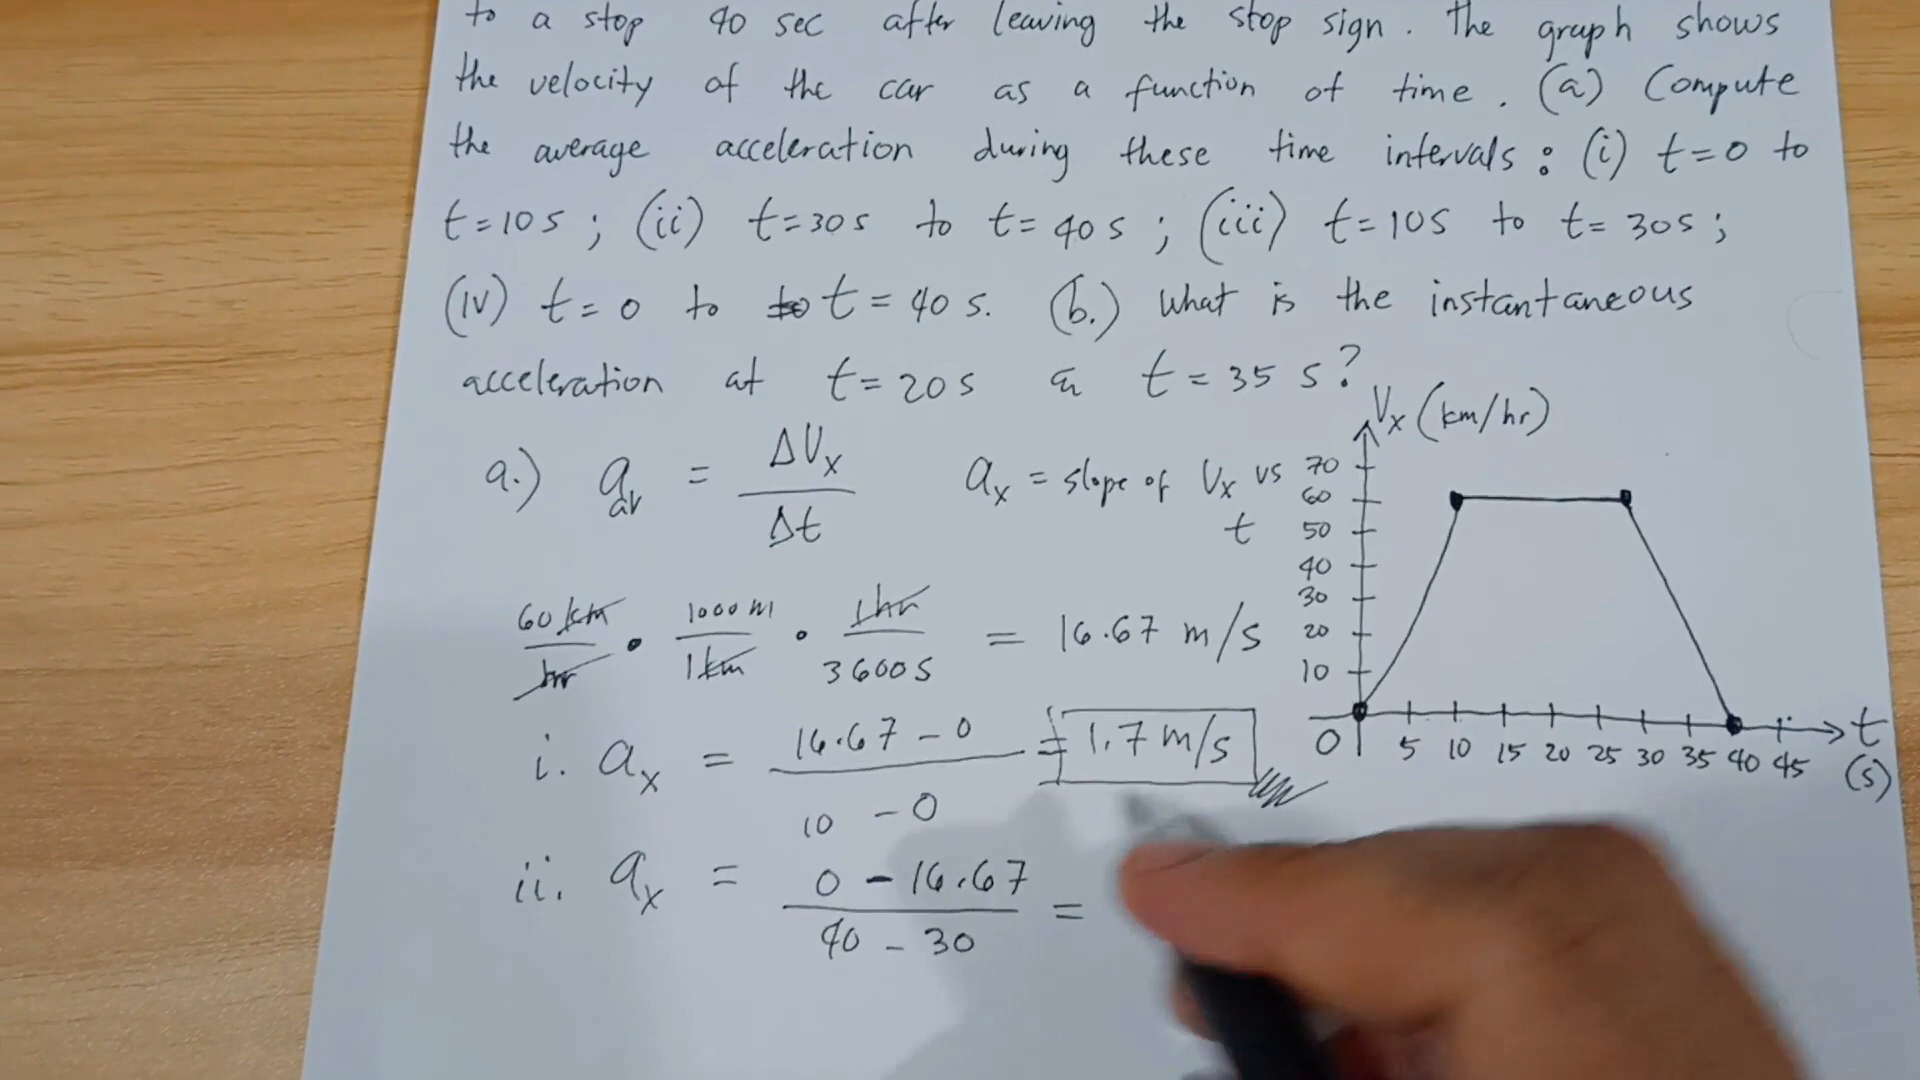 to a stop 40 sec after leaving the stop sign. The graph shows
the velocity of the car as a function of time. (a) Compute
the average acceleration during these time intervals: (i) t=0 to
t=10s; (ii) t=30s to t=40s; (iii) t=10s to t=30s;
(iv) t=0 to t=40s. (b.) What is the instantaneous
acceleration at t=20s & t=35 s?
a.) a_av = ΔVx / Δt
ax = slope of Vx vs
t
60 km / hr · 1000 m / 1 km · 1 hr / 3600 s = 16.67 m/s
i. ax = (16.67 - 0) / (10 - 0) = 1.7 m/s
ii. ax = (0 - 16.67) / (40 - 30) =
Vx (km/hr)
70
60
50
40
30
20
10
0 5 10 15 20 25 30 35 40 45
t
(s)